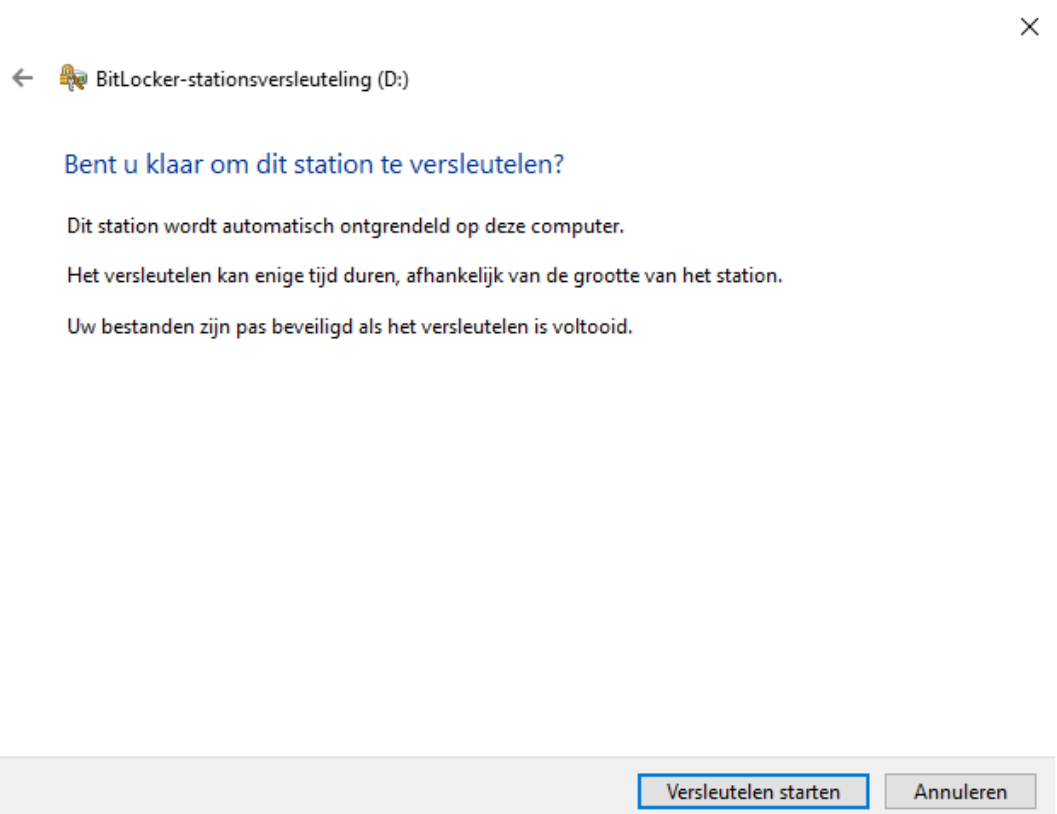 BitLocker-stationsversleuteling (D:)
Bent u klaar om dit station te versleutelen?
Dit station wordt automatisch ontgrendeld op deze computer.
Het versleutelen kan enige tijd duren, afhankelijk van de grootte van het station.
Uw bestanden zijn pas beveiligd als het versleutelen is voltooid.
Versleutelen starten
Annuleren